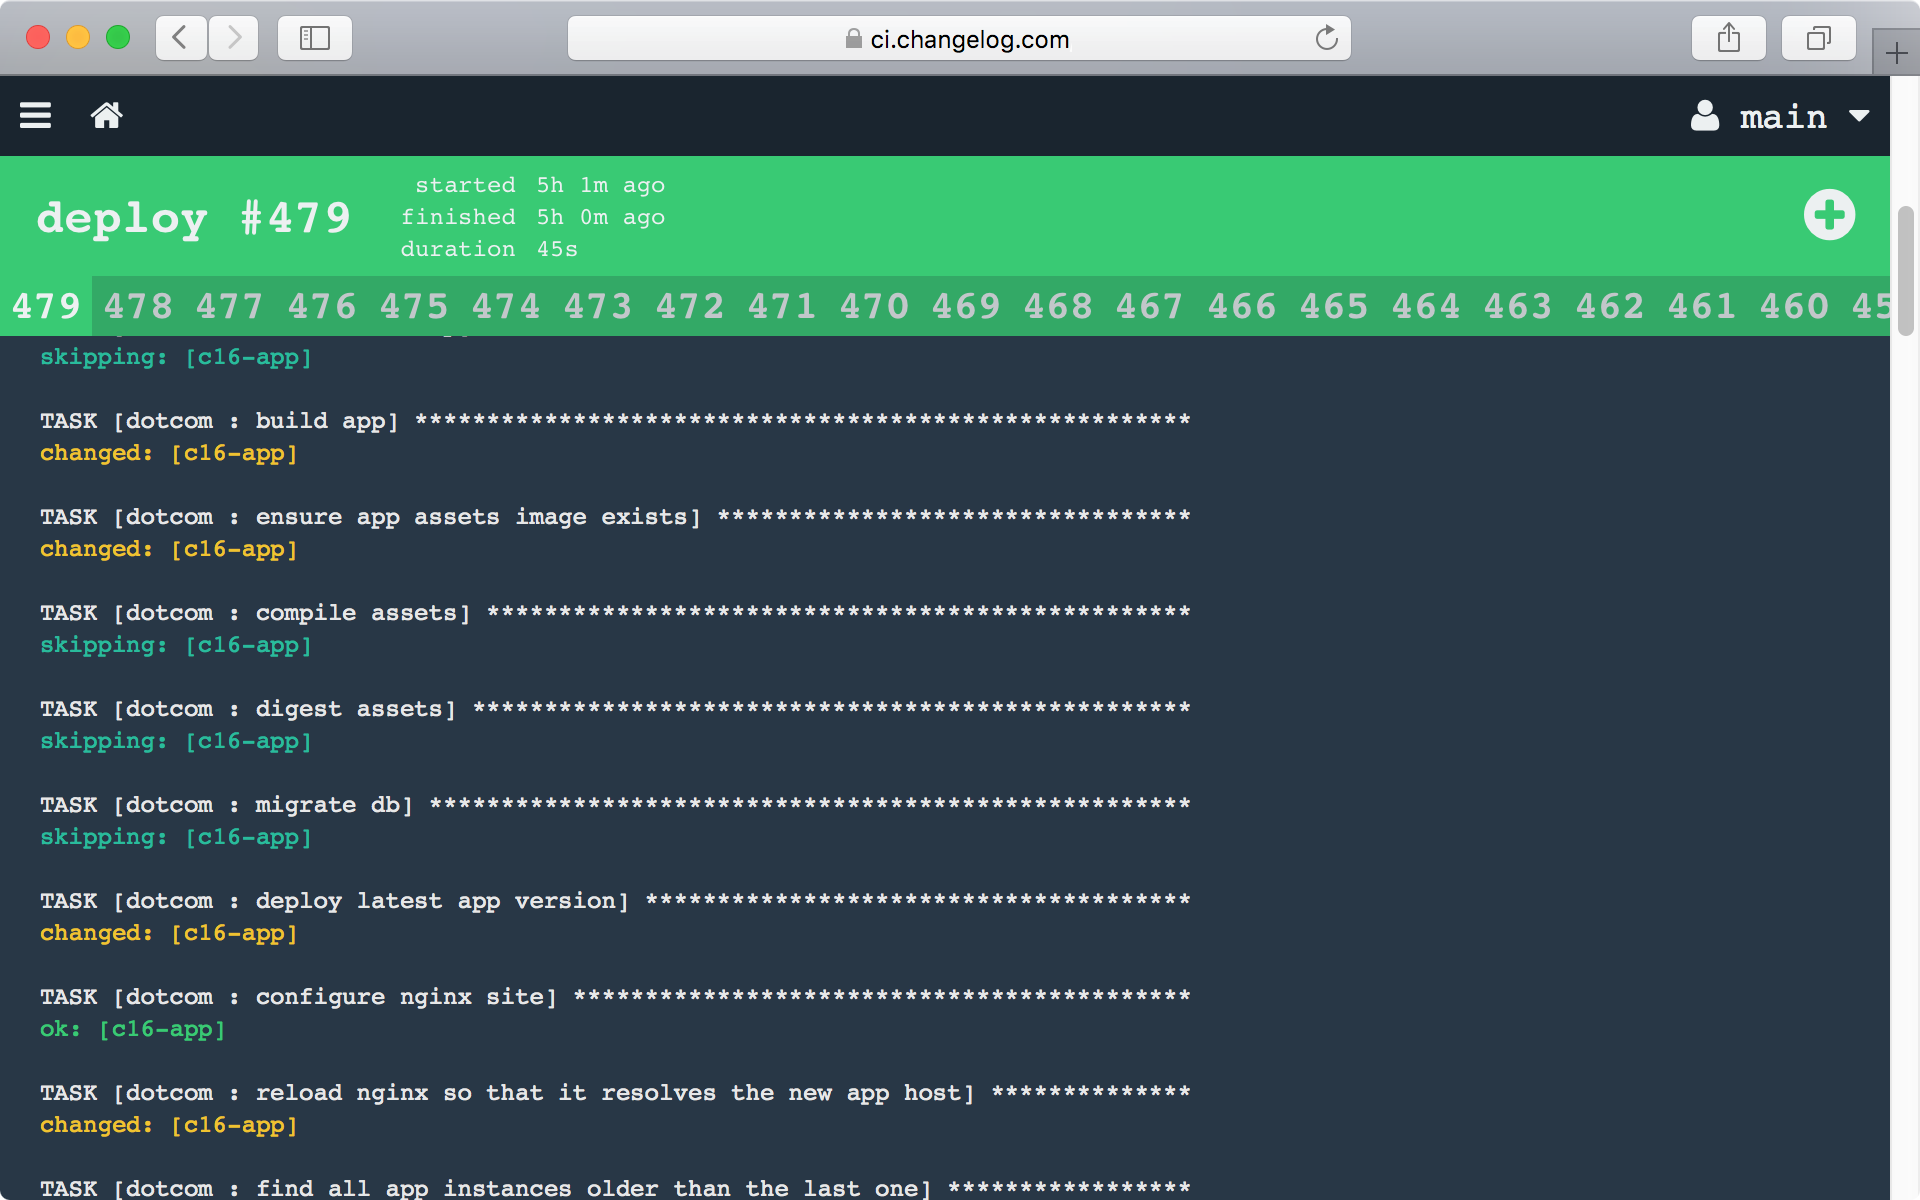 ci.changelog.com
main
deploy #479
started 5h 1m ago
finished 5h 0m ago
duration 45s
479 478 477 476 475 474 473 472 471 470 469 468 467 466 465 464 463 462 461 460 45
skipping: [c16-app]
TASK [dotcom : build app] ******************************************************
changed: [c16-app]
TASK [dotcom : ensure app assets image exists] *********************************
changed: [c16-app]
TASK [dotcom : compile assets] *************************************************
skipping: [c16-app]
TASK [dotcom : digest assets] **************************************************
skipping: [c16-app]
TASK [dotcom : migrate db] *****************************************************
skipping: [c16-app]
TASK [dotcom : deploy latest app version] **************************************
changed: [c16-app]
TASK [dotcom : configure nginx site] *******************************************
ok: [c16-app]
TASK [dotcom : reload nginx so that it resolves the new app host] **************
changed: [c16-app]
TASK [dotcom : find all app instances older than the last one] *****************